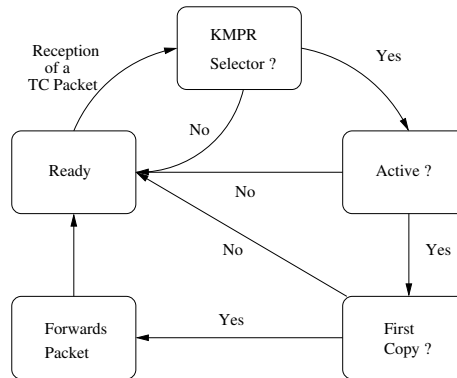 KMPR
Selector ?
Reception
of a
TC Packet
Yes
No
Ready
Active ?
No
No
Yes
Yes
Forwards
Packet
First
Copy ?